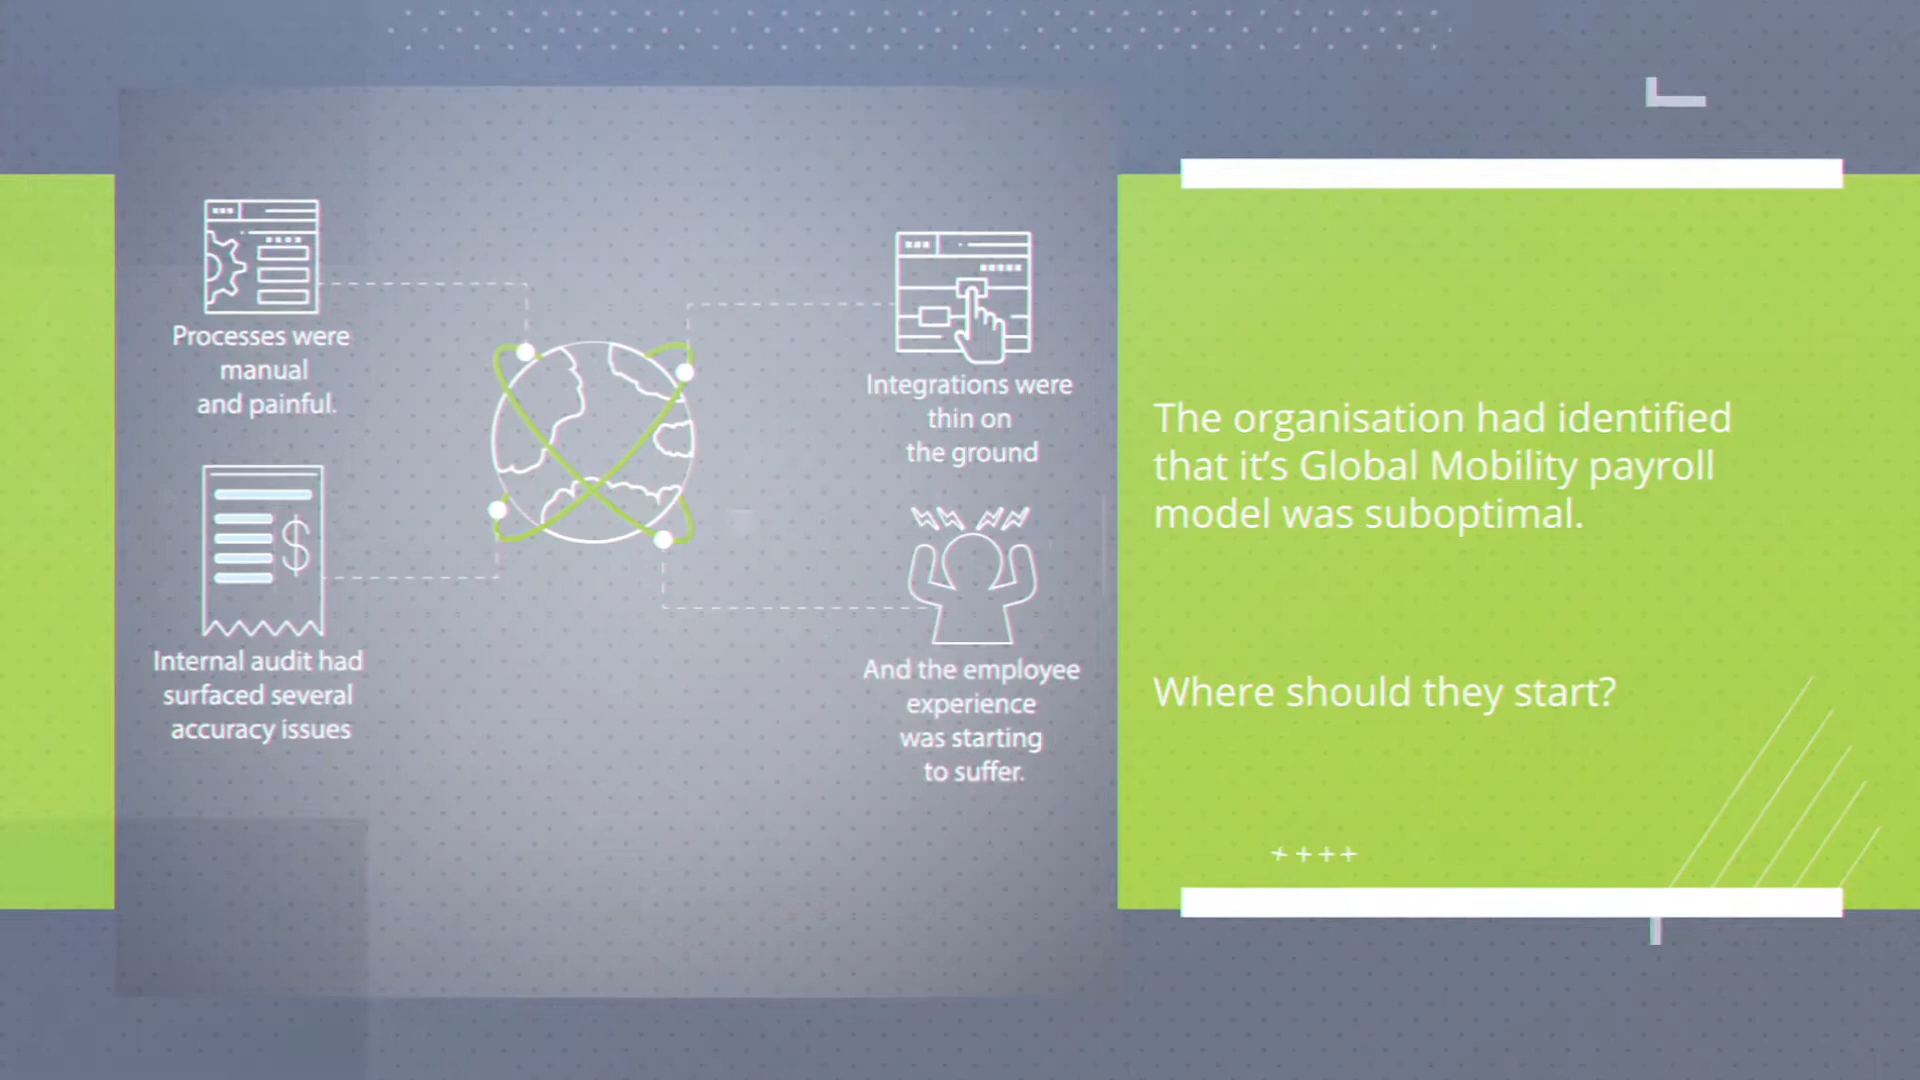 Processes were
manual
and painful.
Internal audit had
surfaced several
accuracy issues
Integrations were
thin on
the ground
And the employee
experience
was starting
to suffer.
The organisation had identified
that it’s Global Mobility payroll
model was suboptimal.
Where should they start?